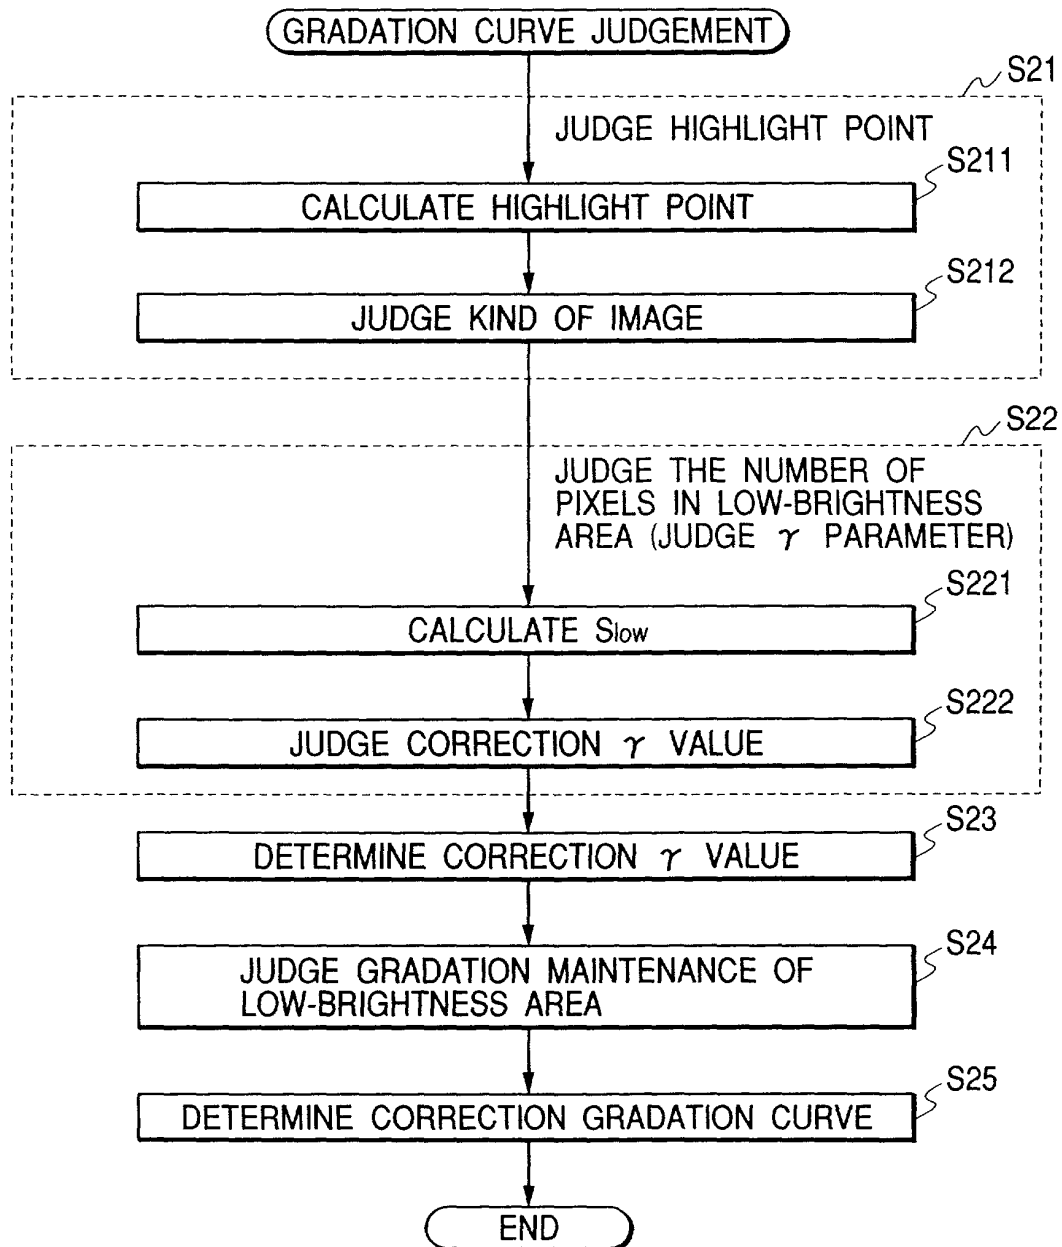 GRADATION CURVE JUDGEMENT
S21
JUDGE HIGHLIGHT POINT
S211
CALCULATE HIGHLIGHT POINT
S212
JUDGE KIND OF IMAGE
S22
JUDGE THE NUMBER OF
PIXELS IN LOW-BRIGHTNESS
AREA (JUDGE γ PARAMETER)
S221
CALCULATE Slow
S222
JUDGE CORRECTION γ VALUE
S23
DETERMINE CORRECTION γ VALUE
S24
JUDGE GRADATION MAINTENANCE OF
LOW-BRIGHTNESS AREA
S25
DETERMINE CORRECTION GRADATION CURVE
END